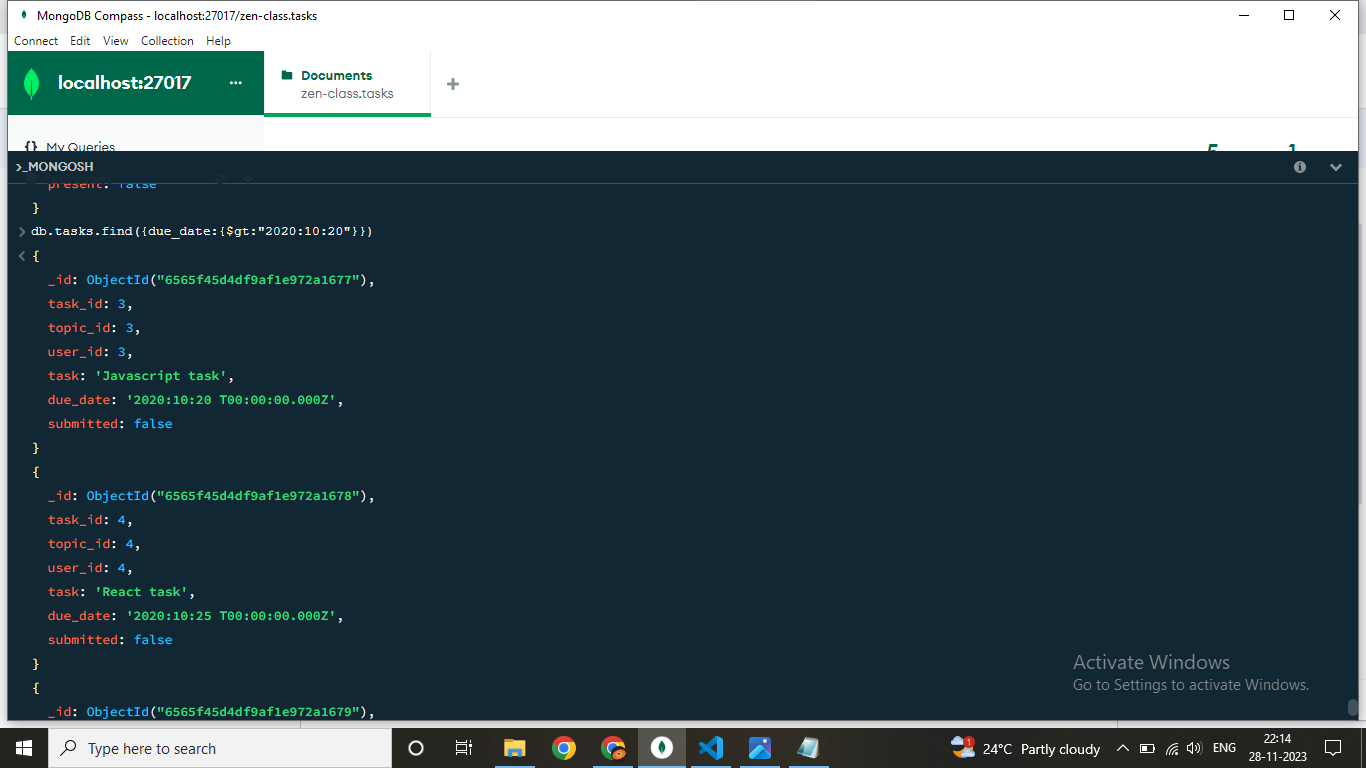 MongoDB Compass - localhost:27017/zen-class.tasks
Connect Edit View Collection Help
localhost:27017 ...
Documents
zen-class.tasks
+
{} My Queries
5 1
>_MONGOSH
present: false
}
> db.tasks.find({due_date:{$gt:"2020:10:20"}})
< {
_id: ObjectId("6565f45d4df9af1e972a1677"),
task_id: 3,
topic_id: 3,
user_id: 3,
task: 'Javascript task',
due_date: '2020:10:20 T00:00:00.000Z',
submitted: false
}
{
_id: ObjectId("6565f45d4df9af1e972a1678"),
task_id: 4,
topic_id: 4,
user_id: 4,
task: 'React task',
due_date: '2020:10:25 T00:00:00.000Z',
submitted: false
}
{
_id: ObjectId("6565f45d4df9af1e972a1679"),
Activate Windows
Go to Settings to activate Windows.
Type here to search
1
24°C Partly cloudy
ENG
22:14
28-11-2023